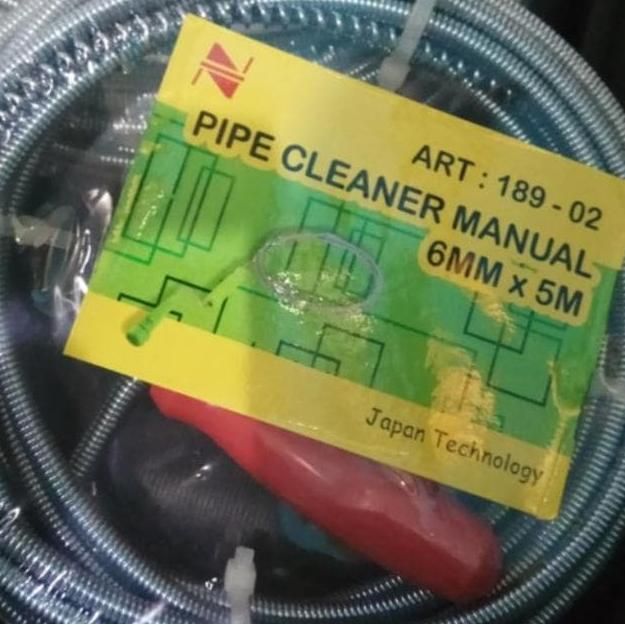 ART : 189 - 02
PIPE CLEANER MANUAL
6MM x 5M
Japan Technology